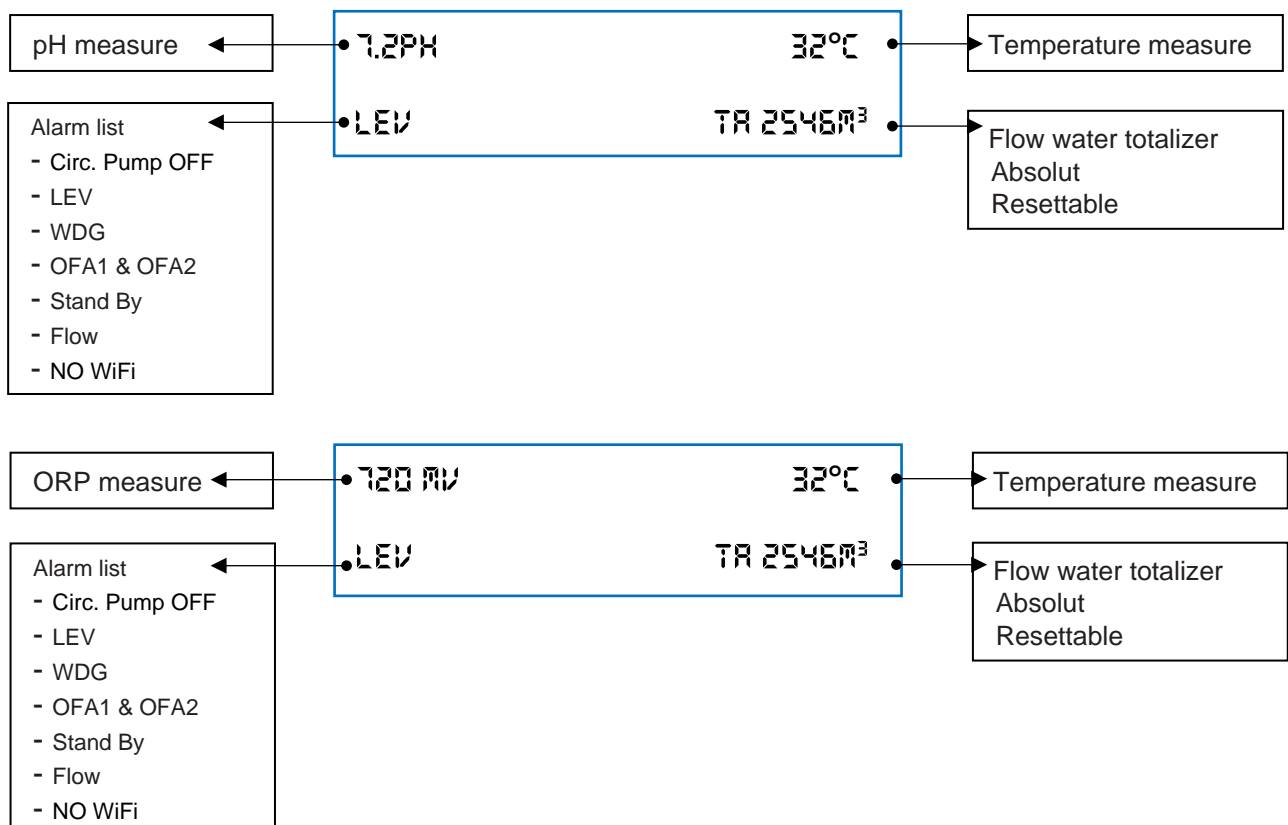 pH measure
7.2PH
32°C
Temperature measure
Alarm list
- Circ. Pump OFF
- LEV
- WDG
- OFA1 & OFA2
- Stand By
- Flow
- NO WiFi
LEV
TA 2546M³
Flow water totalizer
Absolut
Resettable
ORP measure
720 MV
32°C
Temperature measure
Alarm list
- Circ. Pump OFF
- LEV
- WDG
- OFA1 & OFA2
- Stand By
- Flow
- NO WiFi
LEV
TA 2546M³
Flow water totalizer
Absolut
Resettable